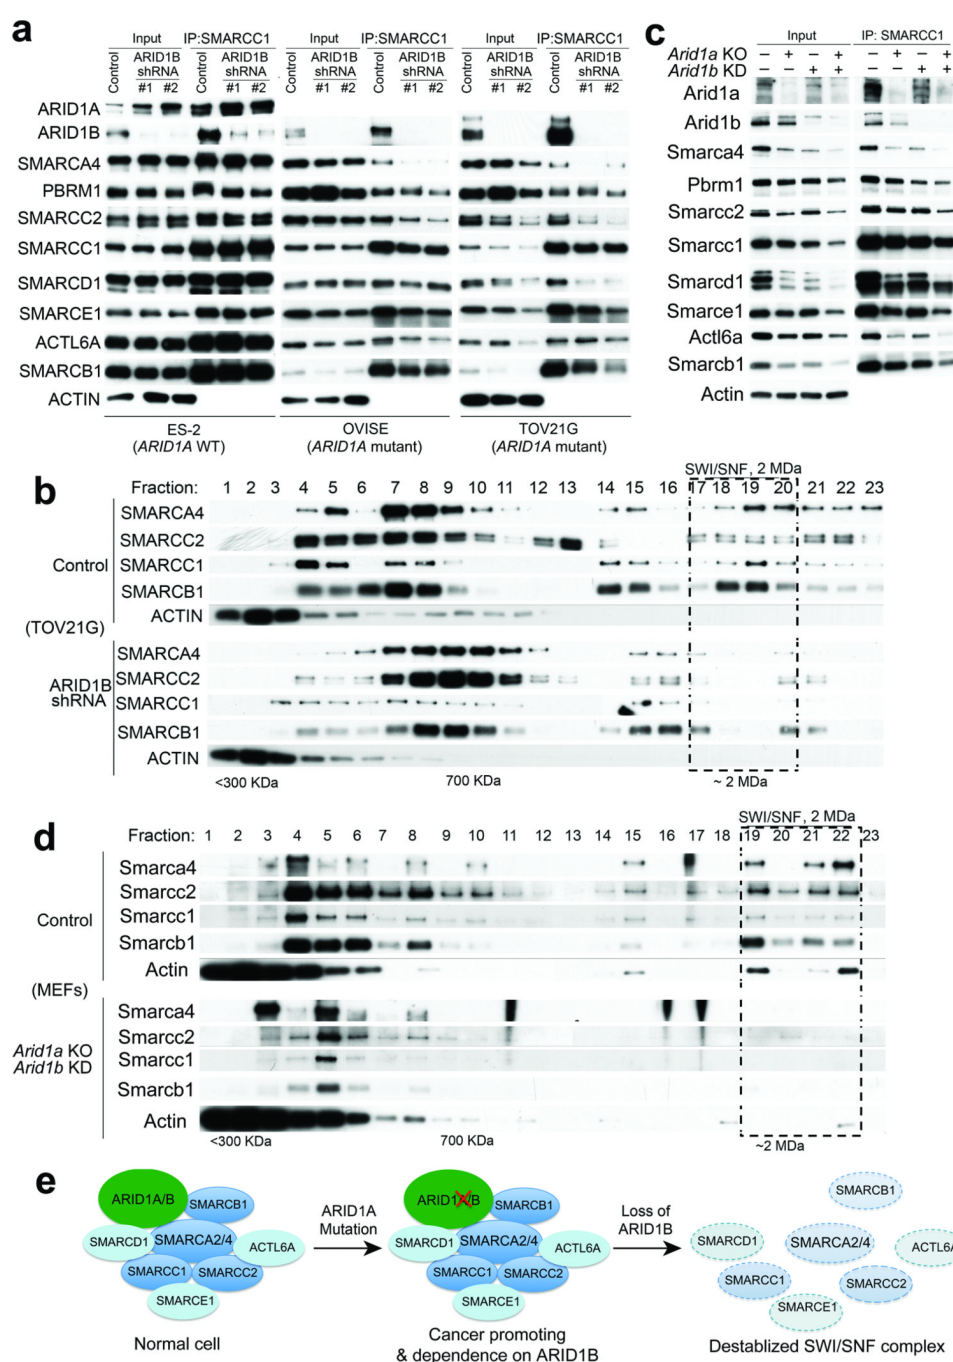 a
Input IP:SMARCC1 Input IP:SMARCC1 Input IP:SMARCC1
Control ARID1B shRNA #1 #2 Control ARID1B shRNA #1 #2 Control ARID1B shRNA #1 #2 Control ARID1B shRNA #1 #2 Control ARID1B shRNA #1 #2 Control ARID1B shRNA #1 #2
ARID1A
ARID1B
SMARCA4
PBRM1
SMARCC2
SMARCC1
SMARCD1
SMARCE1
ACTL6A
SMARCB1
ACTIN
ES-2 OVISE TOV21G
(ARID1A WT) (ARID1A mutant) (ARID1A mutant)
c
Input IP: SMARCC1
Arid1a KO − + − + − + − +
Arid1b KD − − + + − − + +
Arid1a
Arid1b
Smarca4
Pbrm1
Smarcc2
Smarcc1
Smarcd1
Smarce1
Actl6a
Smarcb1
Actin
b
SWI/SNF, 2 MDa
Fraction: 1 2 3 4 5 6 7 8 9 10 11 12 13 14 15 16 17 18 19 20 21 22 23
Control
SMARCA4
SMARCC2
SMARCC1
SMARCB1
ACTIN
(TOV21G)
ARID1B
shRNA
SMARCA4
SMARCC2
SMARCC1
SMARCB1
ACTIN
<300 KDa 700 KDa ~ 2 MDa
d
SWI/SNF, 2 MDa
Fraction: 1 2 3 4 5 6 7 8 9 10 11 12 13 14 15 16 17 18 19 20 21 22 23
Control
Smarca4
Smarcc2
Smarcc1
Smarcb1
Actin
(MEFs)
Arid1a KO
Arid1b KD
Smarca4
Smarcc2
Smarcc1
Smarcb1
Actin
<300 KDa 700 KDa ~2 MDa
e
ARID1A/B
SMARCB1
SMARCD1
SMARCA2/4
ACTL6A
SMARCC1
SMARCC2
SMARCE1
Normal cell
ARID1A
Mutation
ARID1A/B
SMARCB1
SMARCD1
SMARCA2/4
ACTL6A
SMARCC1
SMARCC2
SMARCE1
Cancer promoting
& dependence on ARID1B
Loss of
ARID1B
SMARCB1
SMARCD1
SMARCA2/4
ACTL6A
SMARCC1
SMARCC2
SMARCE1
Destablized SWI/SNF complex